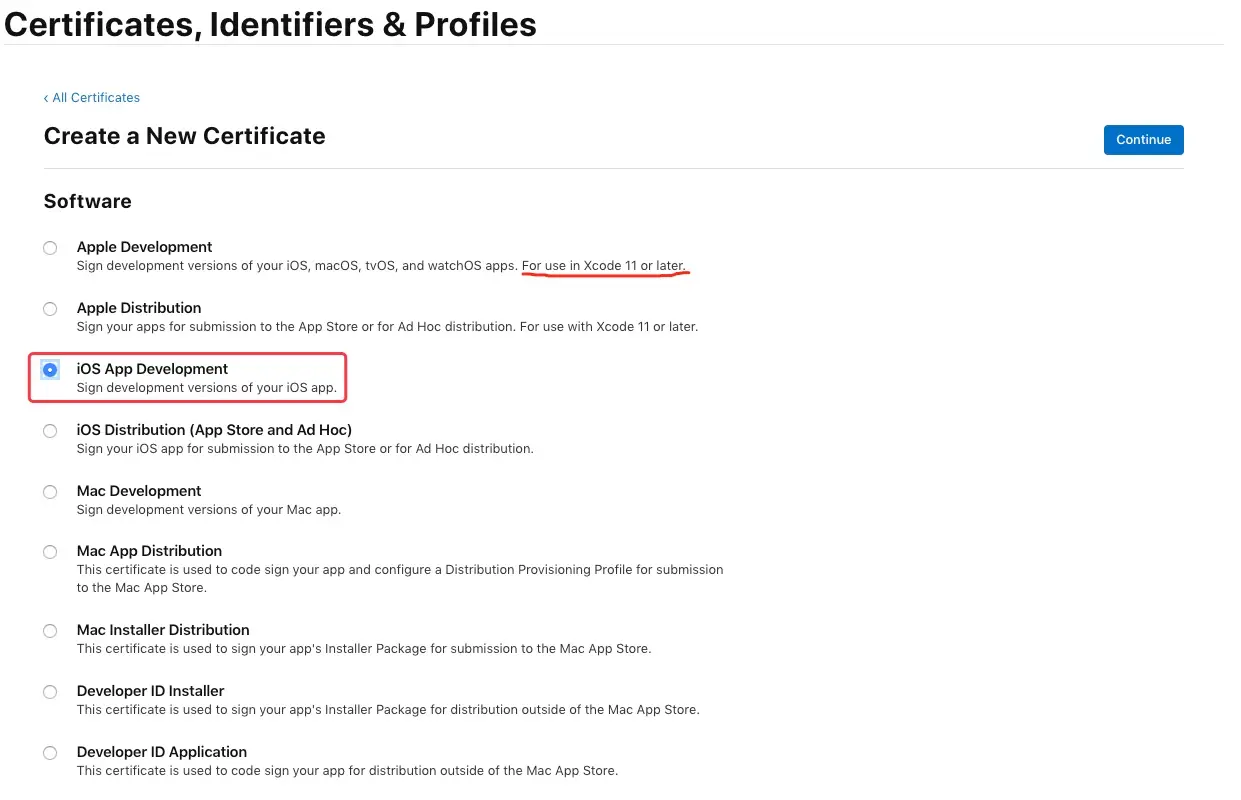 Certificates, Identifiers & Profiles
‹ All Certificates
Create a New Certificate
Continue
Software
Apple Development
Sign development versions of your iOS, macOS, tvOS, and watchOS apps. For use in Xcode 11 or later.
Apple Distribution
Sign your apps for submission to the App Store or for Ad Hoc distribution. For use with Xcode 11 or later.
iOS App Development
Sign development versions of your iOS app.
iOS Distribution (App Store and Ad Hoc)
Sign your iOS app for submission to the App Store or for Ad Hoc distribution.
Mac Development
Sign development versions of your Mac app.
Mac App Distribution
This certificate is used to code sign your app and configure a Distribution Provisioning Profile for submission
to the Mac App Store.
Mac Installer Distribution
This certificate is used to sign your app's Installer Package for submission to the Mac App Store.
Developer ID Installer
This certificate is used to sign your app's Installer Package for distribution outside of the Mac App Store.
Developer ID Application
This certificate is used to code sign your app for distribution outside of the Mac App Store.